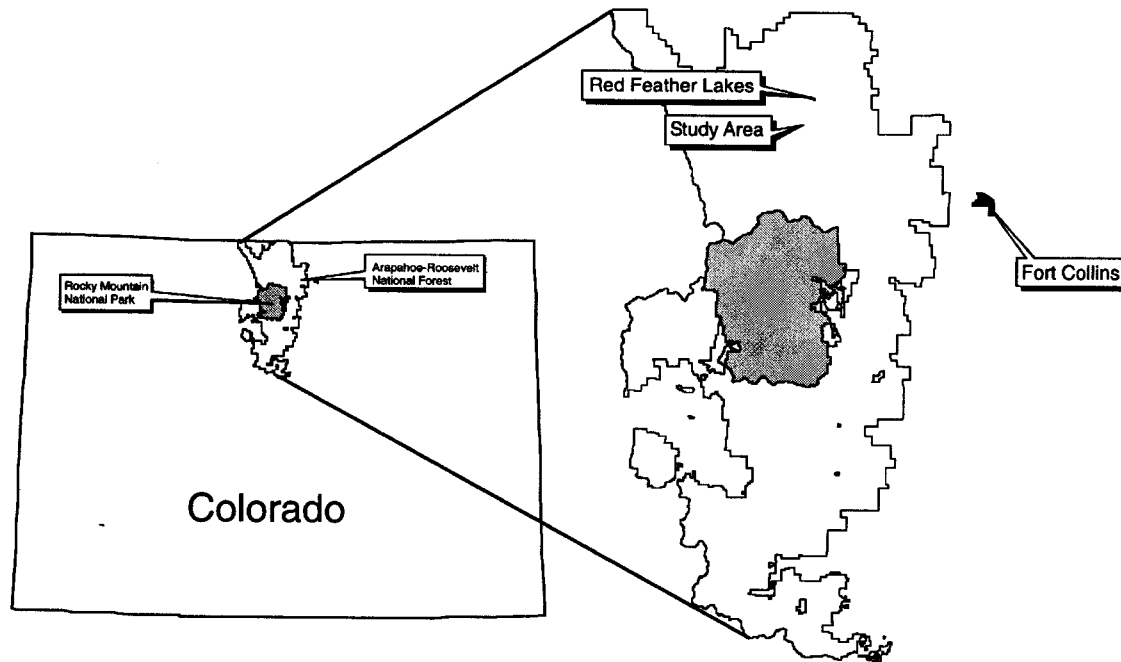 Red Feather Lakes
Study Area
Fort Collins
Arapahoe-Roosevelt
National Forest
Rocky Mountain
National Park
Colorado